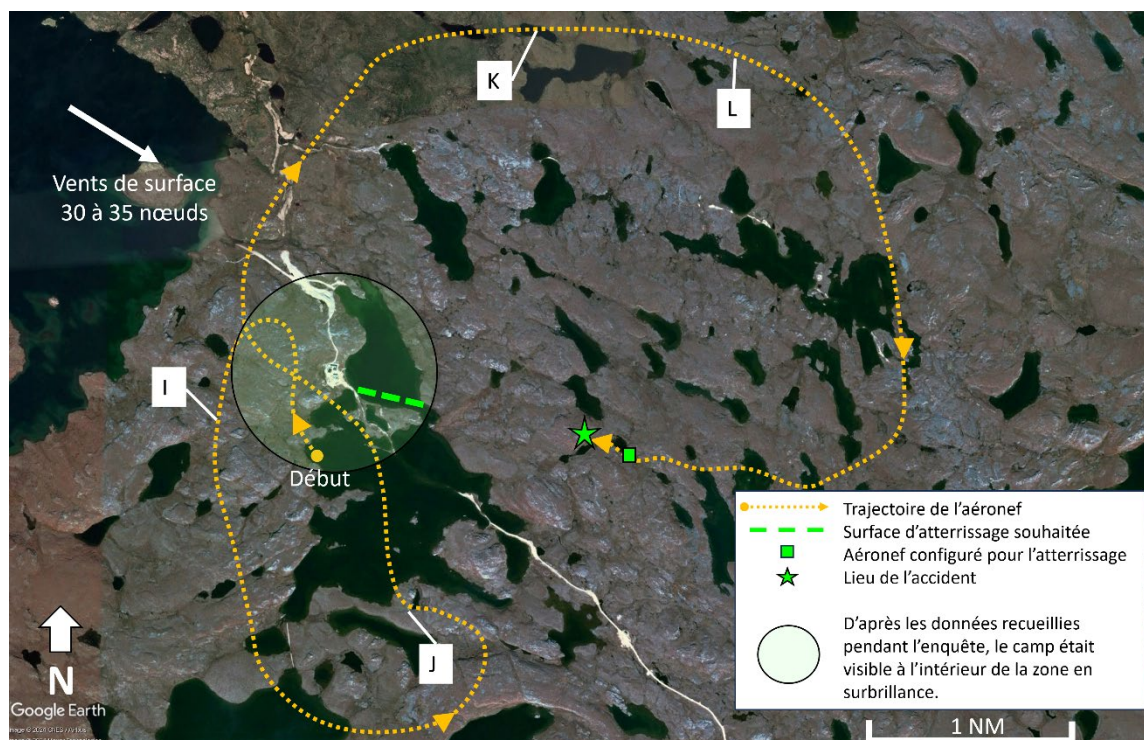 K
L
Vents de surface
30 à 35 nœuds
I
Début
J
N
Google Earth
Trajectoire de l’aéronef
Surface d’atterrissage souhaitée
Aéronef configuré pour l’atterrissage
Lieu de l’accident
D’après les données recueillies
pendant l’enquête, le camp était
visible à l’intérieur de la zone en
surbrillance.
1 NM